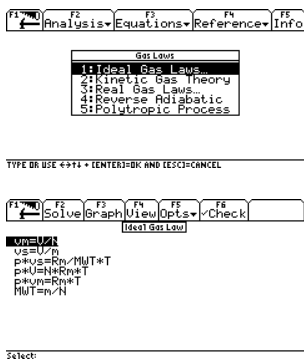 F1 F2 Analysis F3 Equations F4 Reference F5 Info
Gas Laws
1:Ideal Gas Laws…
2:Kinetic Gas Theory
3:Real Gas Laws…
4:Reverse Adiabatic
5:Polytropic Process
TYPE OR USE ←→↑↓ + [ENTER]=OK AND [ESC]=CANCEL
F1 F2 Solve F3 Graph F4 View F5 Opts F6 ✓Check
Ideal Gas Law
vm=V/N
vs=V/m
p*vs=Rm/MWT*T
p*V=N*Rm*T
p*vm=Rm*T
MWT=m/N
Select: